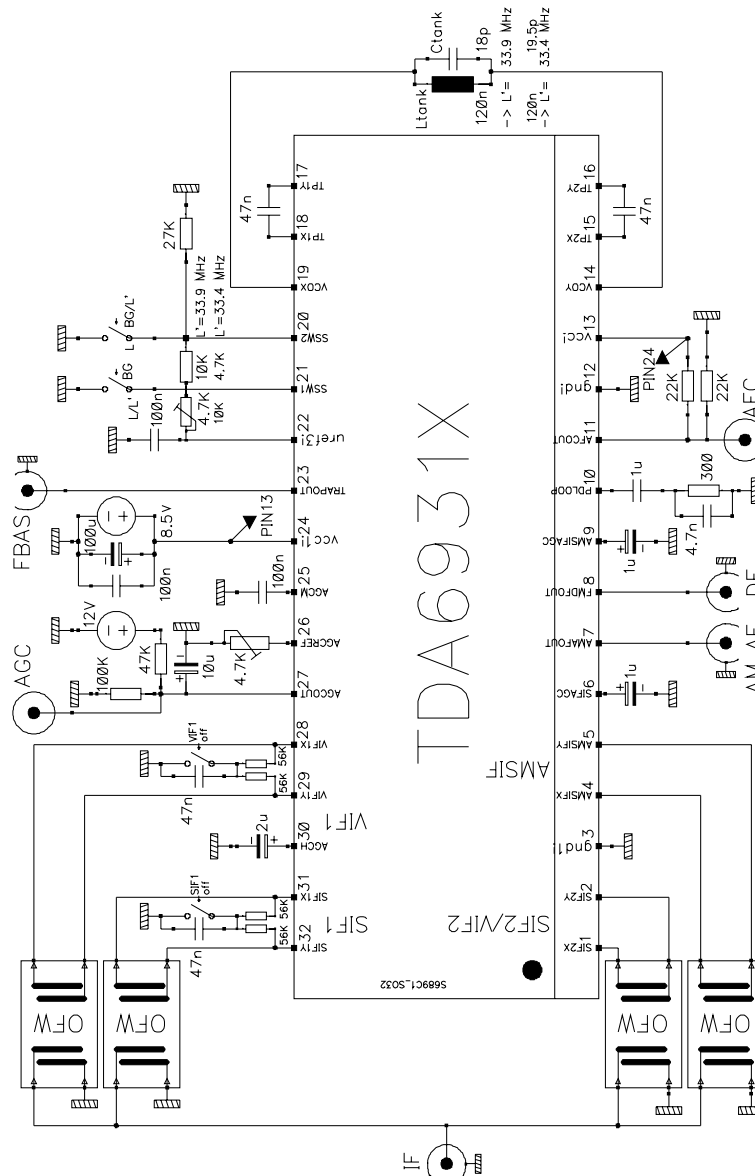 Ctank
18p
Ltank
120n
-> L'= 33.9 MHz
19.5p
120n
-> L'= 33.4 MHz
17
TP1Y
47n
18
TP1X
19
VCOX
20
SSW2
21
SSW1
22
uref3!
23
TRAPOUT
24
VCC1!
25
AGCM
26
AGCREF
27
AGCOUT
28
VIF1X
29
VIF1Y
30
AGCH
31
SIF1X
32
SIF1Y
16
TP2Y
47n
15
TP2X
14
VCOY
13
VCC!
12
gnd!
11
AFCOUT
10
PDLOOP
9
AMSIFAGC
8
FMDFOUT
7
AMAFOUT
6
SIFAGC
5
AMSIFY
4
AMSIFX
3
gnd1!
2
SIF2Y
1
SIF2X
27K
L'=33.9 MHz
L'=33.4 MHz
L' BG/L'
L/L' BG
10K
4.7K
4.7K
10K
100n
FBAS
100u
8.5V
100n
PIN13
100n
12V
AGC
47K
100K
10u
4.7K
VIF1
off
47n
56K
56K
2u
SIF1
off
47n
56K
56K
PIN24
22K
22K
AFC
1u
300
4.7n
1u
1u
TDA6931X
AMSIF
VIF1
SIF1
SIF2/VIF2
S689C1_SO32
OFW
OFW
OFW
OFW
IF